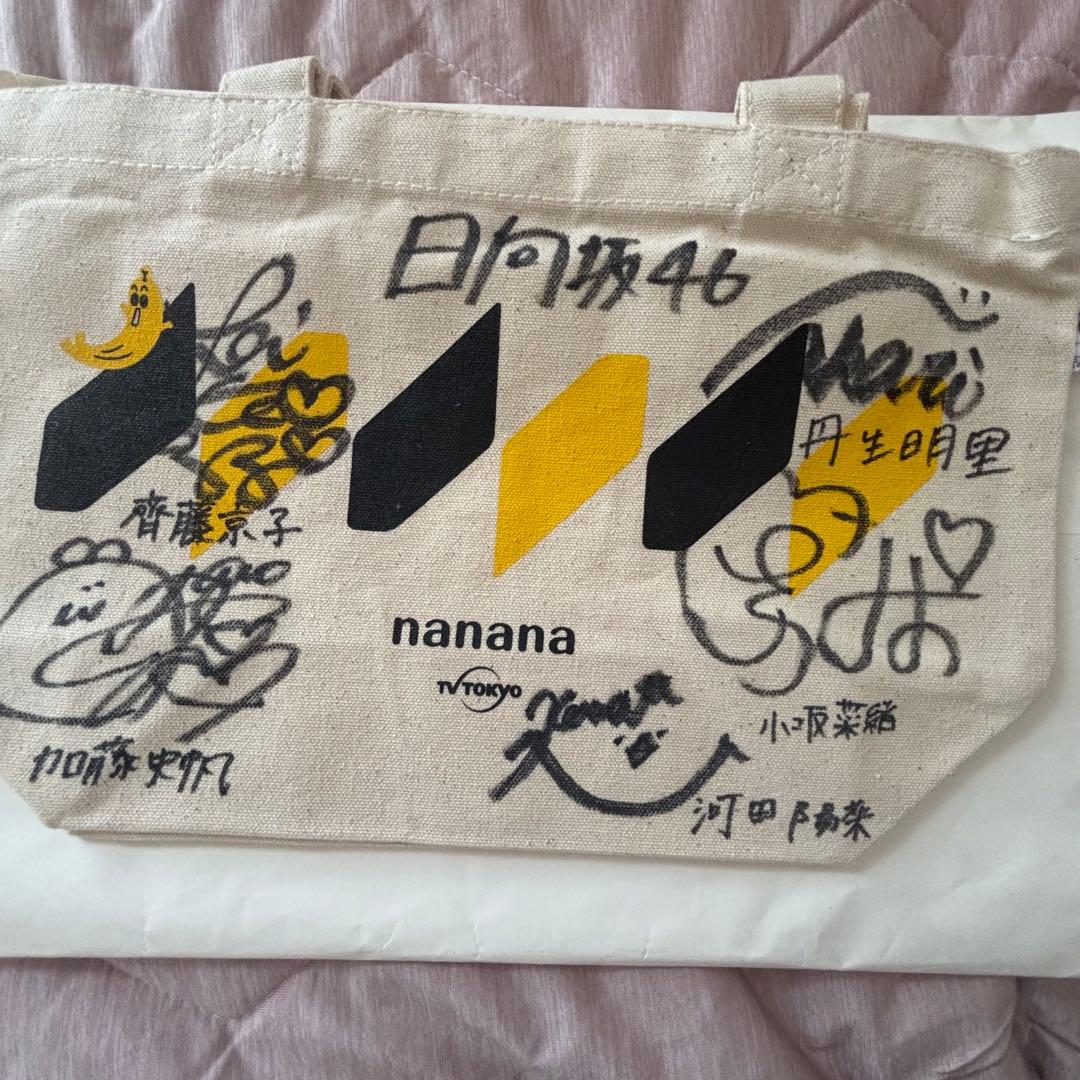 日向坂46
齊藤京子
丹生明里
nanana
TV TOKYO
加藤史帆
小坂菜緒
河田陽菜